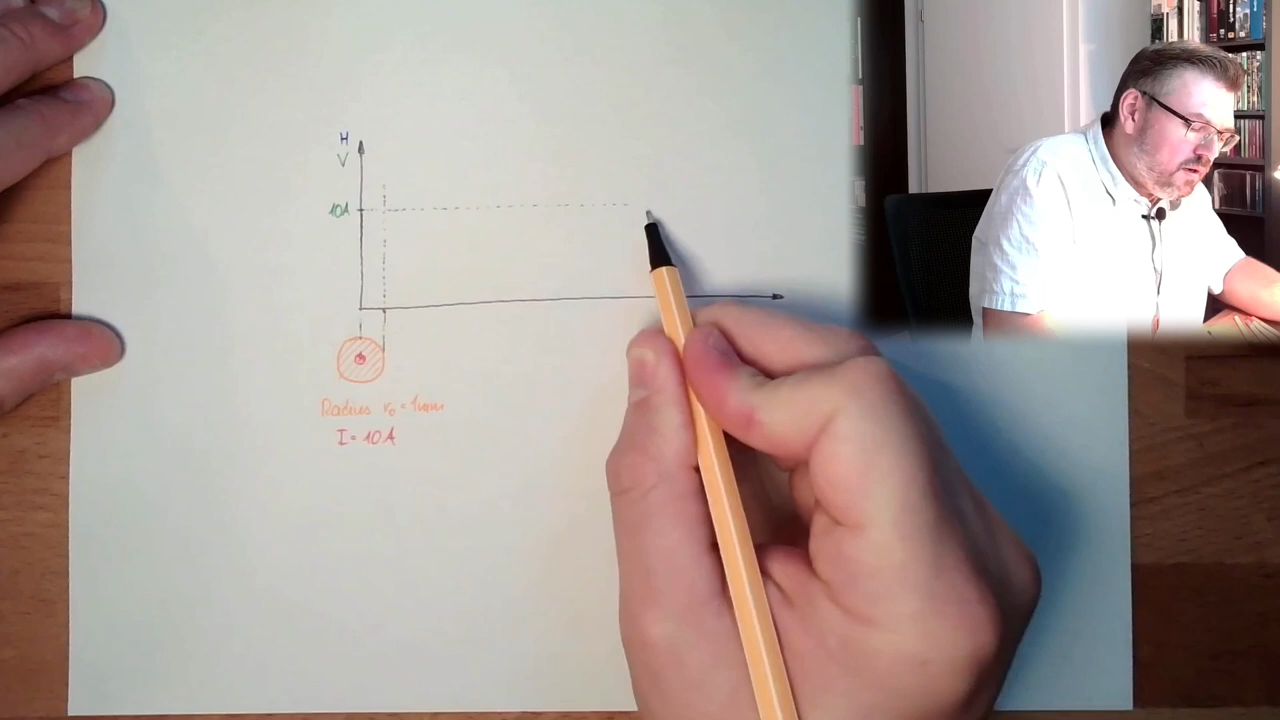 H
V
10A
Radius r₀ = 1mm
I = 10A